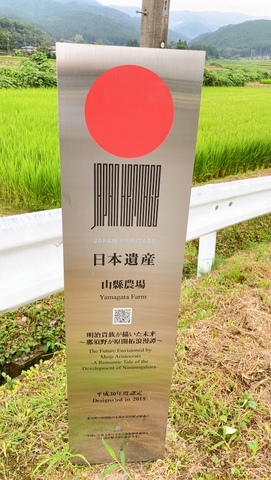 JAPAN HERITAGE
JAPAN HERITAGE
日本遺産
山縣農場
Yamagata Farm
明治貴族が描いた未来
～那須野が原開拓浪漫譚～
The Future Envisioned by
Meiji Aristocrats
-A Romantic Tale of the
Development of Nasunogahara-
平成30年度認定
Designated in 2018